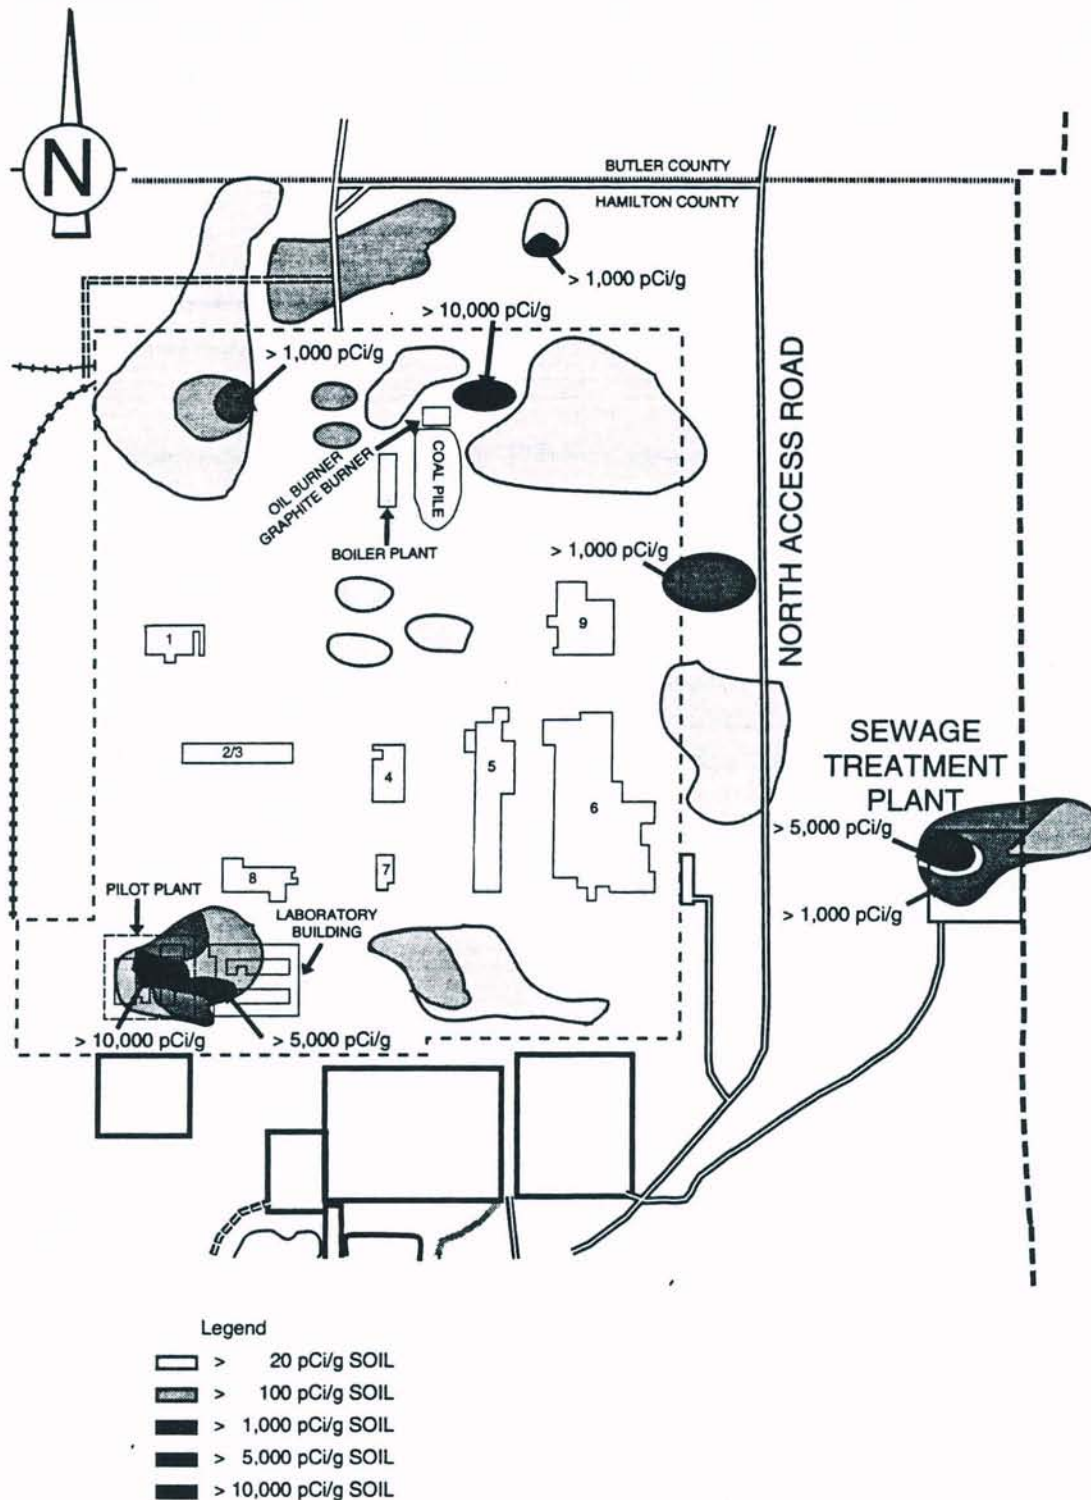 N
BUTLER COUNTY
HAMILTON COUNTY
> 1,000 pCi/g
> 10,000 pCi/g
> 1,000 pCi/g
OIL BURNER
GRAPHITE BURNER
COAL PILE
BOILER PLANT
> 1,000 pCi/g
NORTH ACCESS ROAD
1
9
2/3
4
5
6
7
8
SEWAGE
TREATMENT
PLANT
> 5,000 pCi/g
> 1,000 pCi/g
PILOT PLANT
LABORATORY
BUILDING
> 10,000 pCi/g
> 5,000 pCi/g
Legend
> 20 pCi/g SOIL
> 100 pCi/g SOIL
> 1,000 pCi/g SOIL
> 5,000 pCi/g SOIL
> 10,000 pCi/g SOIL